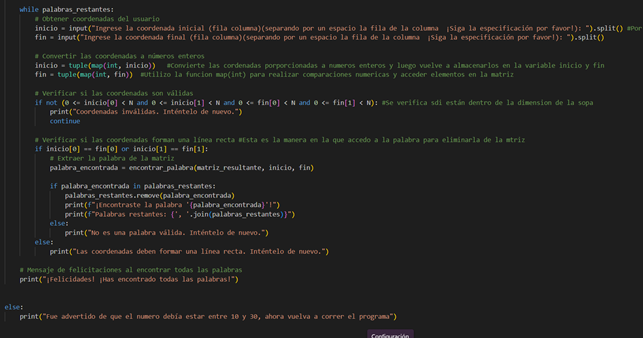 while palabras_restantes:
# Obtener coordenadas del usuario
inicio = input("Ingrese la coordenada inicial (fila columna)(separando por un espacio la fila de la columna ¡Siga la especificación por favor!): ").split() #Por
fin = input("Ingrese la coordenada final (fila columna)(separando por un espacio la fila de la columna ¡Siga la especificación por favor!): ").split()
# Convertir las coordenadas a números enteros
inicio = tuple(map(int, inicio)) #Convierte las cordenadas porporcionadas a numeros enteros y luego vuelve a almacenarlos en la variable inicio y fin
fin = tuple(map(int, fin)) #Utilizo la funcion map(int) para realizar comparaciones numericas y acceder elementos en la matriz
# Verificar si las coordenadas son válidas
if not (0 <= inicio[0] < N and 0 <= inicio[1] < N and 0 <= fin[0] < N and 0 <= fin[1] < N): #Se verifica sdi están dentro de la dimension de la sopa
print("Coordenadas inválidas. Inténtelo de nuevo.")
continue
# Verificar si las coordenadas forman una línea recta #Esta es la manera en la que accedo a la palabra para eliminarla de la mtriz
if inicio[0] == fin[0] or inicio[1] == fin[1]:
# Extraer la palabra de la matriz
palabra_encontrada = encontrar_palabra(matriz_resultante, inicio, fin)
if palabra_encontrada in palabras_restantes:
palabras_restantes.remove(palabra_encontrada)
print(f"¡Encontraste la palabra '{palabra_encontrada}'!")
print(f"Palabras restantes: {', '.join(palabras_restantes)}")
else:
print("No es una palabra válida. Inténtelo de nuevo.")
else:
print("Las coordenadas deben formar una línea recta. Inténtelo de nuevo.")
# Mensaje de felicitaciones al encontrar todas las palabras
print("¡Felicidades! ¡Has encontrado todas las palabras!")
else:
print("Fue advertido de que el numero debía estar entre 10 y 30, ahora vuelva a correr el programa")
Configuración